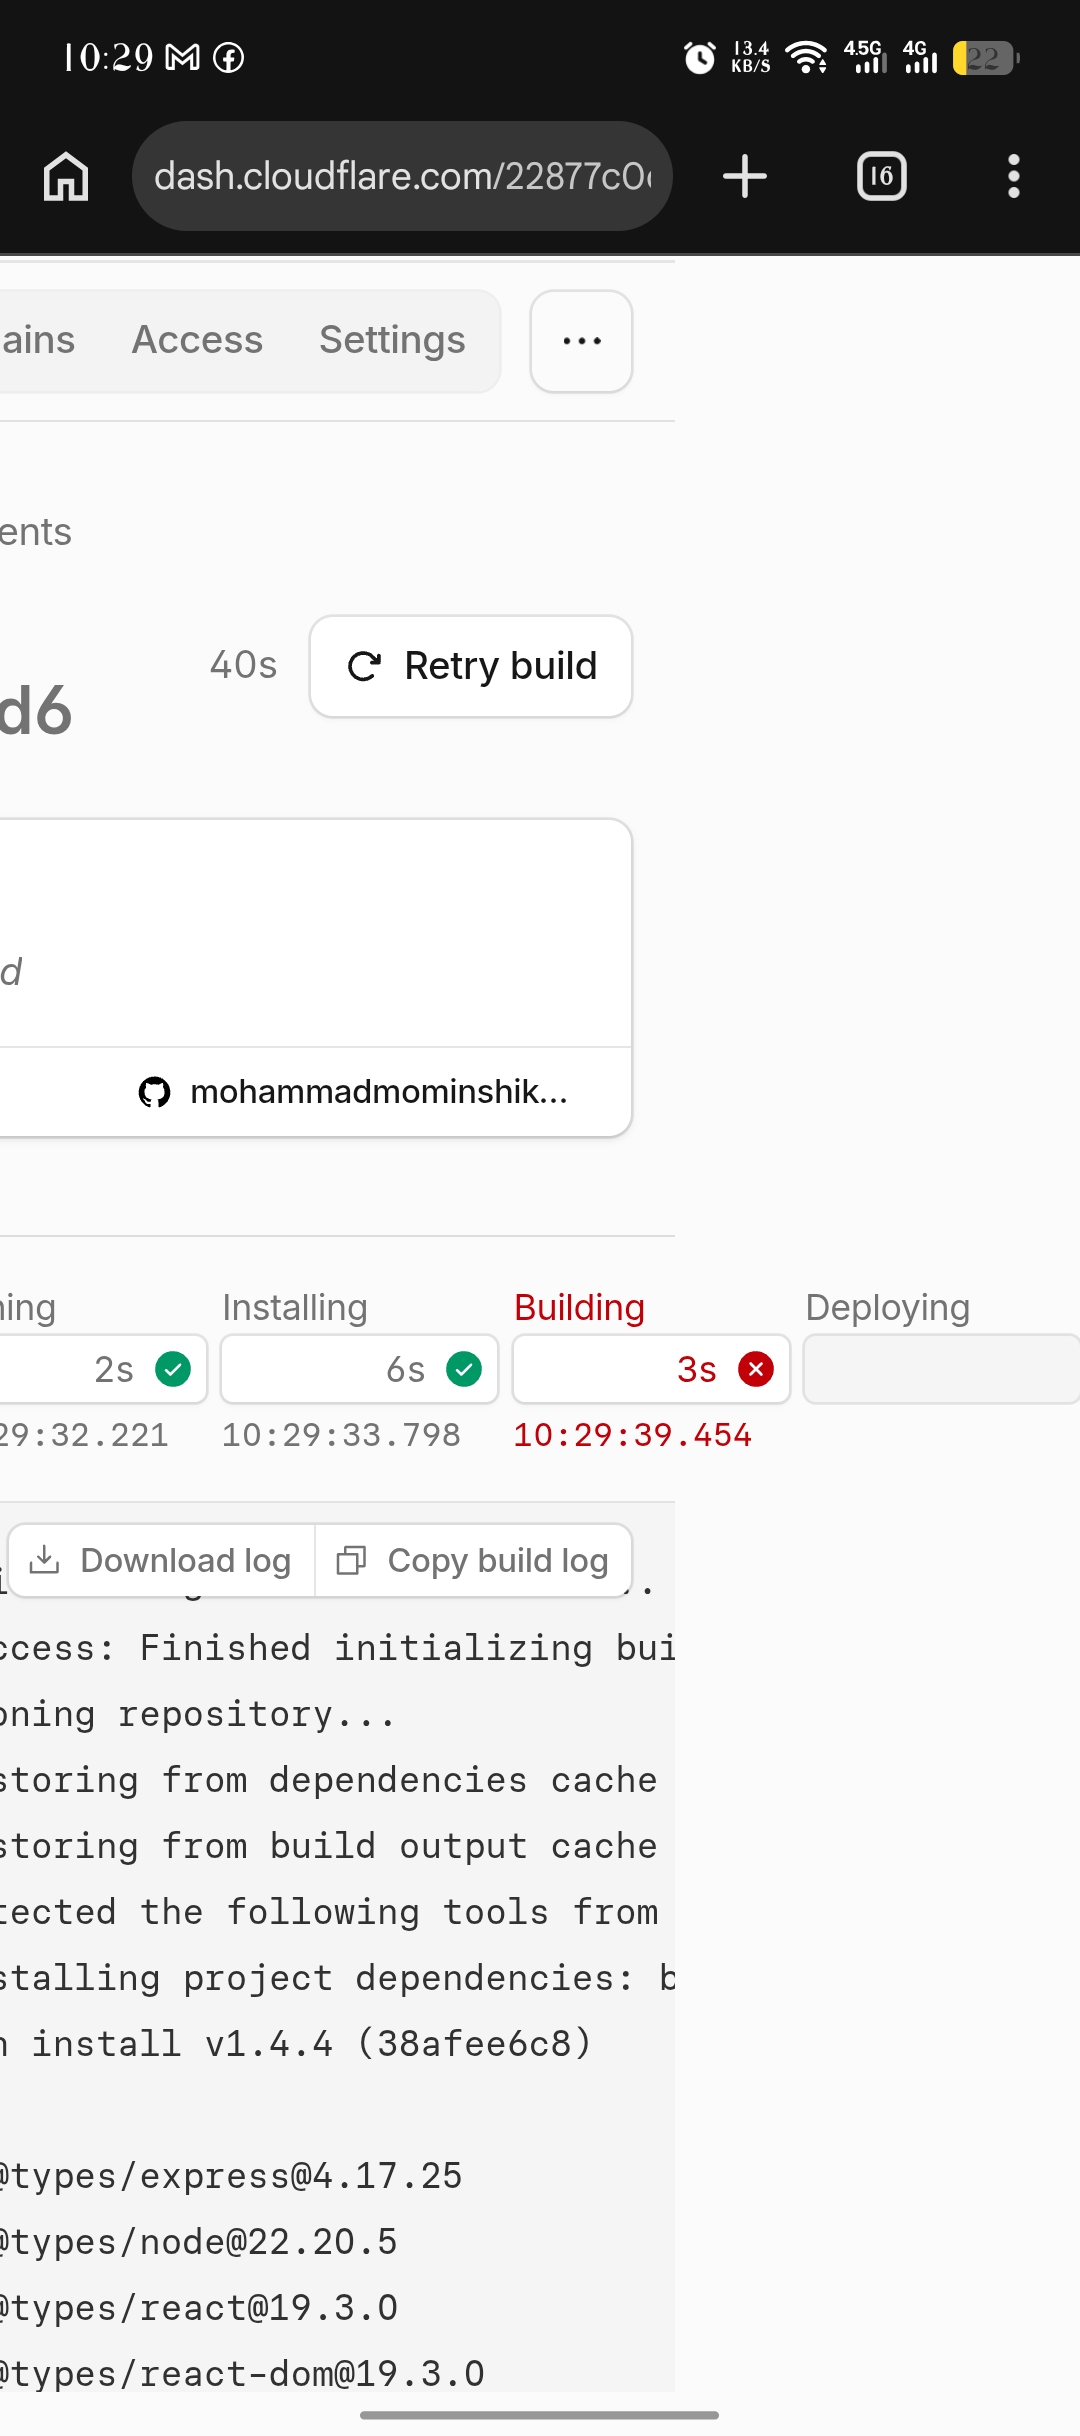 10:29
13.4 KB/S
4.5G
4G
22
dash.cloudflare.com/22877c0
16
ains Access Settings
ents
40s Retry build
d6
d
mohammadmominshik...
ning Installing Building Deploying
2s 6s 3s
29:32.221 10:29:33.798 10:29:39.454
Download log Copy build log
ccess: Finished initializing bui
oning repository...
storing from dependencies cache
storing from build output cache
tected the following tools from
stalling project dependencies: b
n install v1.4.4 (38afee6c8)
@types/express@4.17.25
@types/node@22.20.5
@types/react@19.3.0
@types/react-dom@19.3.0